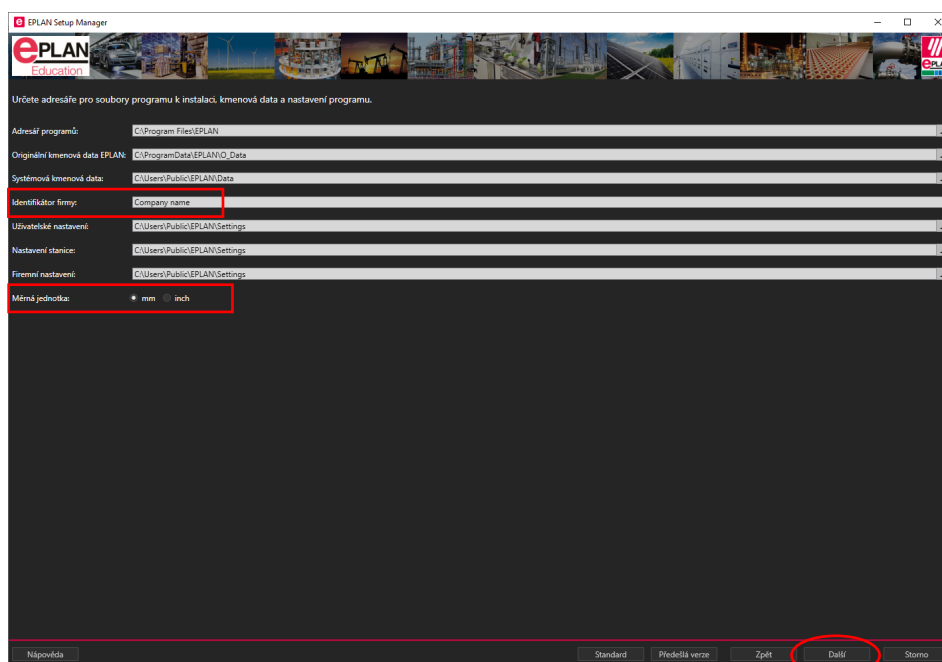 EPLAN Setup Manager
ePLAN
Education
Určete adresáře pro soubory programu k instalaci, kmenová data a nastavení programu.
Adresář programů: C:\Program Files\EPLAN
Originální kmenová data EPLAN: C:\ProgramData\EPLAN\O_Data
Systémová kmenová data: C:\Users\Public\EPLAN\Data
Identifikátor firmy: Company name
Uživatelské nastavení: C:\Users\Public\EPLAN\Settings
Nastavení stanice: C:\Users\Public\EPLAN\Settings
Firemní nastavení: C:\Users\Public\EPLAN\Settings
Měrná jednotka: mm inch
Nápověda Standard Předešlá verze Zpět Další Storno